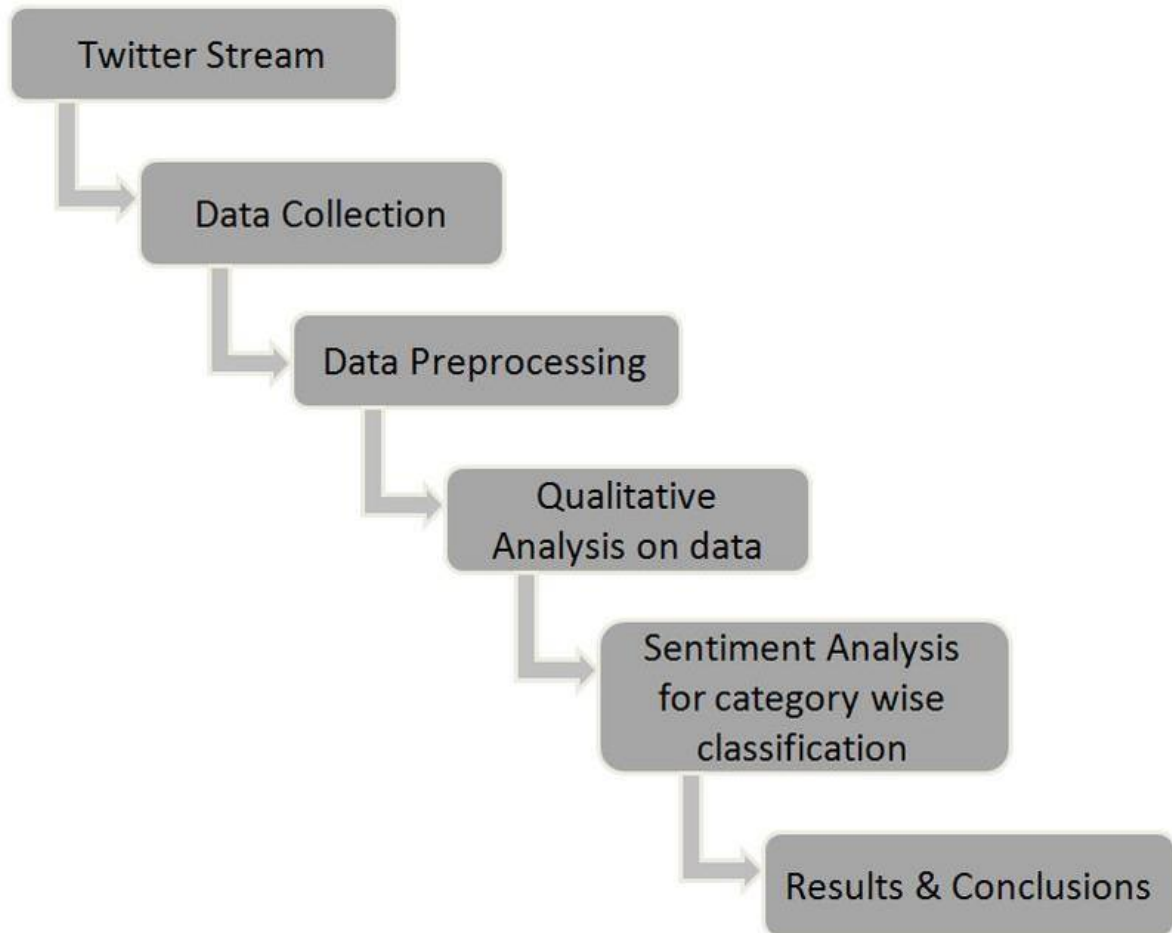 Twitter Stream
Data Collection
Data Preprocessing
Qualitative
Analysis on data
Sentiment Analysis
for category wise
classification
Results & Conclusions